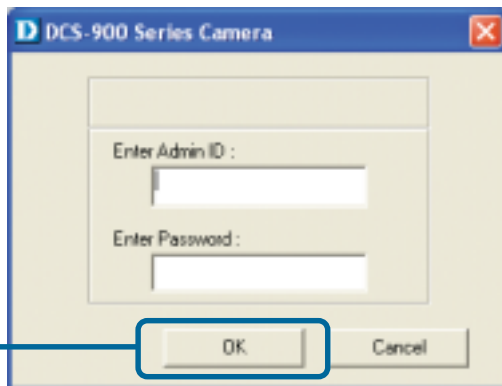 D DCS-900 Series Camera
Enter Admin ID :
Enter Password :
OK
Cancel